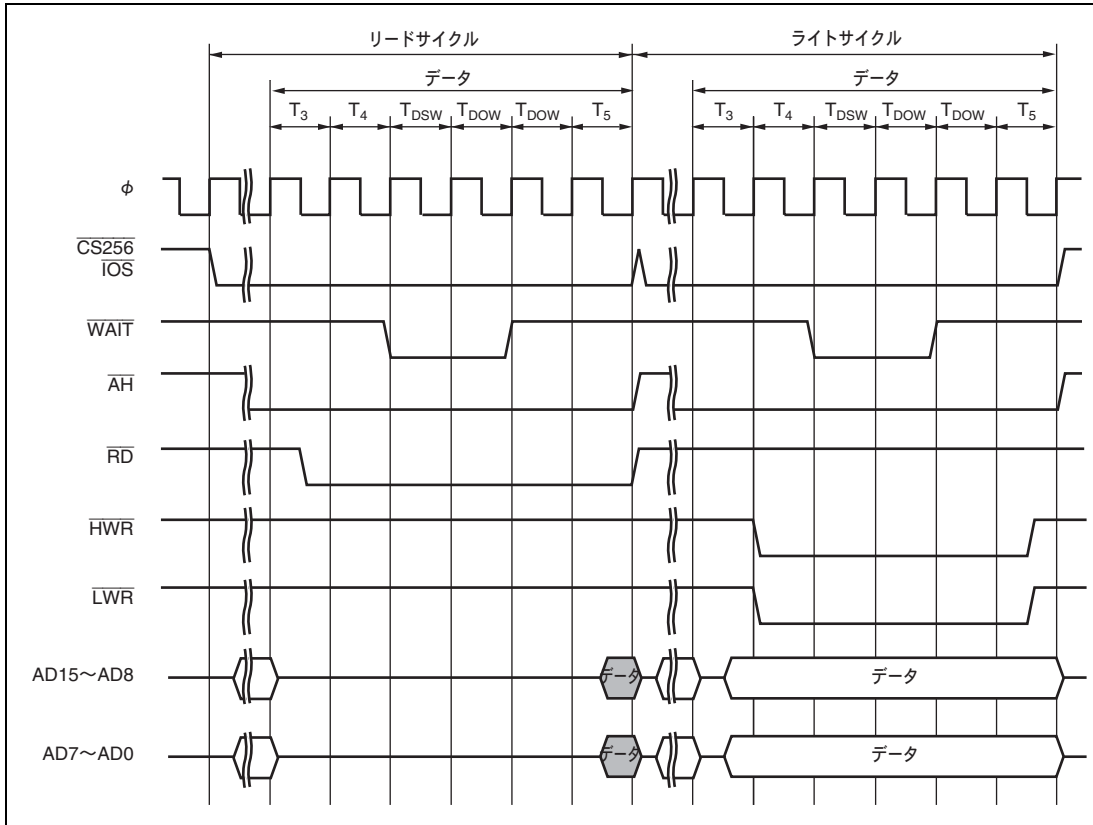 リードサイクル ライトサイクル
データ データ
T3 T4 TDSW TDOW TDOW T5 T3 T4 TDSW TDOW TDOW T5
φ
CS256
IOS
WAIT
AH
RD
HWR
LWR
AD15～AD8 データ データ
AD7～AD0 データ データ